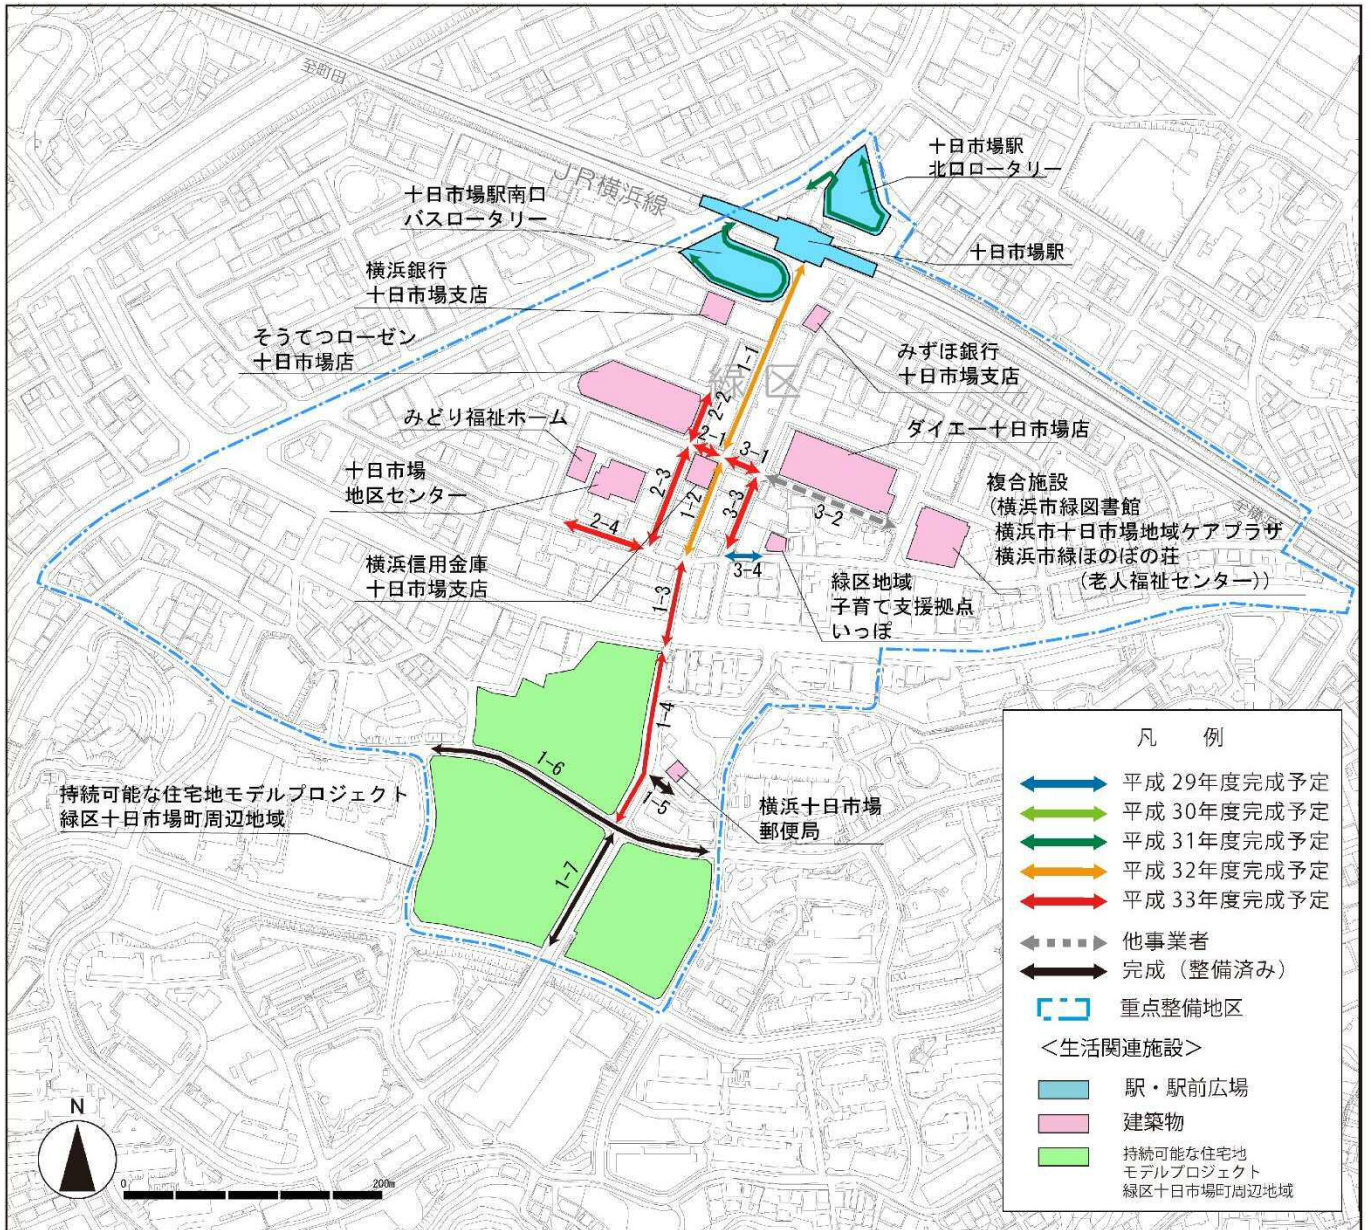 至町田
JR横浜線
十日市場駅
北口ロータリー
十日市場駅南口
バスロータリー
十日市場駅
横浜銀行
十日市場支店
そうてつローゼン
十日市場店
みずほ銀行
十日市場支店
緑区
1-1
2-2
みどり福祉ホーム
ダイエー十日市場店
2-1
3-1
十日市場
地区センター
2-3
1-2
3-3
3-2
複合施設
(横浜市緑図書館
横浜市十日市場地域ケアプラザ
横浜市緑ほのぼの荘
(老人福祉センター))
2-4
横浜信用金庫
十日市場支店
3-4
1-3
緑区地域
子育て支援拠点
いっぽ
1-4
1-6
1-5
横浜十日市場
郵便局
持続可能な住宅地モデルプロジェクト
緑区十日市場町周辺地域
1-7
凡 例
平成 29年度完成予定
平成 30年度完成予定
平成 31年度完成予定
平成 32年度完成予定
平成 33年度完成予定
他事業者
完成（整備済み）
重点整備地区
＜生活関連施設＞
駅・駅前広場
建築物
持続可能な住宅地
モデルプロジェクト
緑区十日市場町周辺地域
N
0
200m